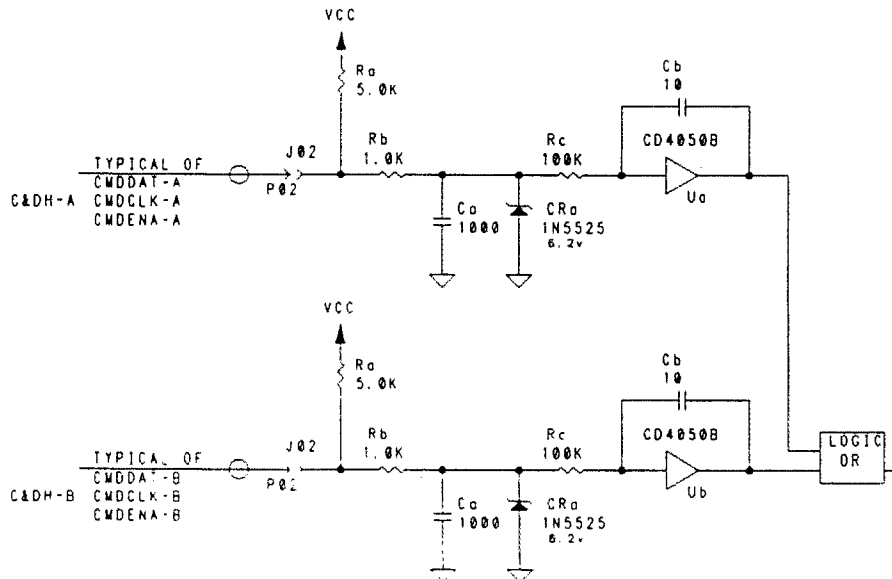 VCC
Ra
5.0K
Cb
10
CD4050B
J02
Rb
1.0K
Rc
100K
TYPICAL OF
C&DH-A
CMDDAT-A
CMDCLK-A
CMDENA-A
P02
Ca
1000
CRa
1N5525
6.2v
Ua
VCC
Ra
5.0K
Cb
10
CD4050B
J02
Rb
1.0K
Rc
100K
LOGIC
OR
TYPICAL OF
C&DH-B
CMDDAT-B
CMDCLK-B
CMDENA-B
P02
Ca
1000
CRa
1N5525
6.2v
Ub